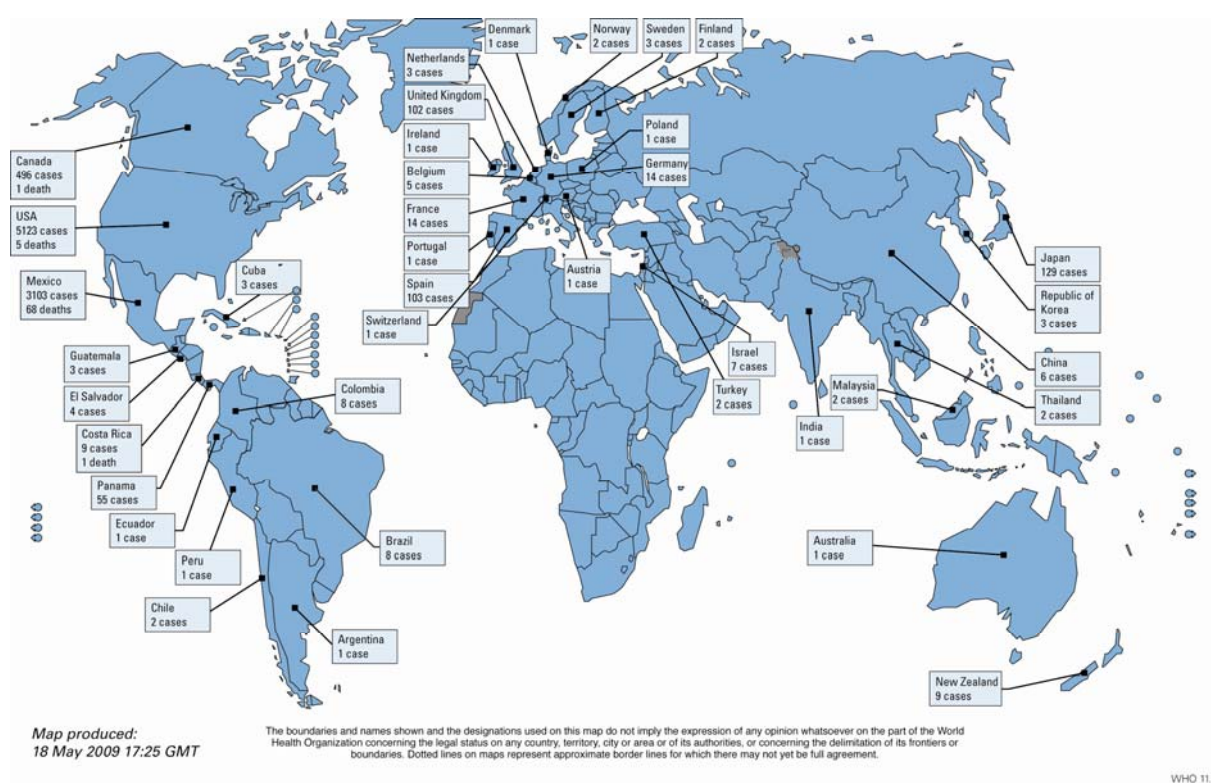 Denmark
1 case
Norway
2 cases
Sweden
3 cases
Finland
2 cases
Netherlands
3 cases
United Kingdom
102 cases
Ireland
1 case
Belgium
5 cases
France
14 cases
Portugal
1 case
Spain
103 cases
Switzerland
1 case
Austria
1 case
Poland
1 case
Germany
14 cases
Canada
496 cases
1 death
USA
5123 cases
5 deaths
Mexico
3103 cases
68 deaths
Cuba
3 cases
Guatemala
3 cases
El Salvador
4 cases
Costa Rica
9 cases
1 death
Panama
55 cases
Ecuador
1 case
Peru
1 case
Chile
2 cases
Colombia
8 cases
Brazil
8 cases
Argentina
1 case
Israel
7 cases
Turkey
2 cases
India
1 case
Malaysia
2 cases
Japan
129 cases
Republic of
Korea
3 cases
China
6 cases
Thailand
2 cases
Australia
1 case
New Zealand
9 cases
Map produced:
18 May 2009 17:25 GMT
The boundaries and names shown and the designations used on this map do not imply the expression of any opinion whatsoever on the part of the World
Health Organization concerning the legal status on any country, territory, city or area or of its authorities, or concerning the delimitation of its frontiers or
boundaries. Dotted lines on maps represent approximate border lines for which there may not yet be full agreement.
WHO 11